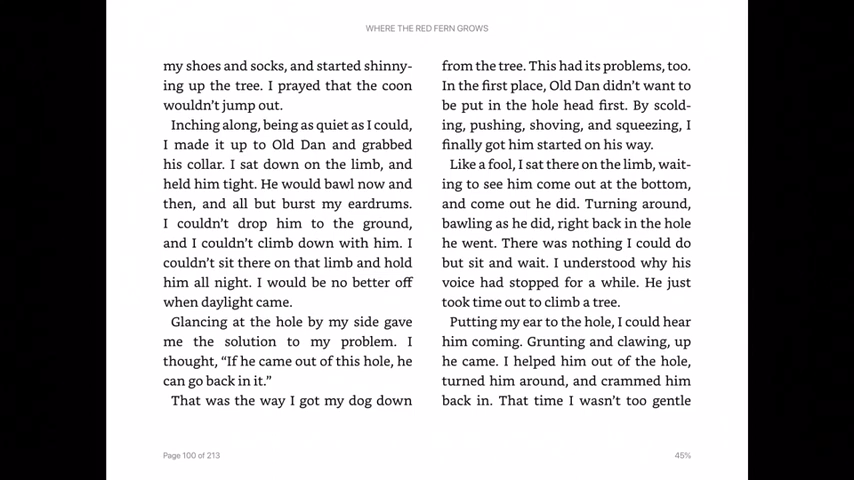 WHERE THE RED FERN GROWS
my shoes and socks, and started shinny-
ing up the tree. I prayed that the coon
wouldn’t jump out.
Inching along, being as quiet as I could,
I made it up to Old Dan and grabbed
his collar. I sat down on the limb, and
held him tight. He would bawl now and
then, and all but burst my eardrums.
I couldn’t drop him to the ground,
and I couldn’t climb down with him. I
couldn’t sit there on that limb and hold
him all night. I would be no better off
when daylight came.
Glancing at the hole by my side gave
me the solution to my problem. I
thought, “If he came out of this hole, he
can go back in it.”
That was the way I got my dog down
from the tree. This had its problems, too.
In the first place, Old Dan didn’t want to
be put in the hole head first. By scold-
ing, pushing, shoving, and squeezing, I
finally got him started on his way.
Like a fool, I sat there on the limb, wait-
ing to see him come out at the bottom,
and come out he did. Turning around,
bawling as he did, right back in the hole
he went. There was nothing I could do
but sit and wait. I understood why his
voice had stopped for a while. He just
took time out to climb a tree.
Putting my ear to the hole, I could hear
him coming. Grunting and clawing, up
he came. I helped him out of the hole,
turned him around, and crammed him
back in. That time I wasn’t too gentle
Page 100 of 213
45%